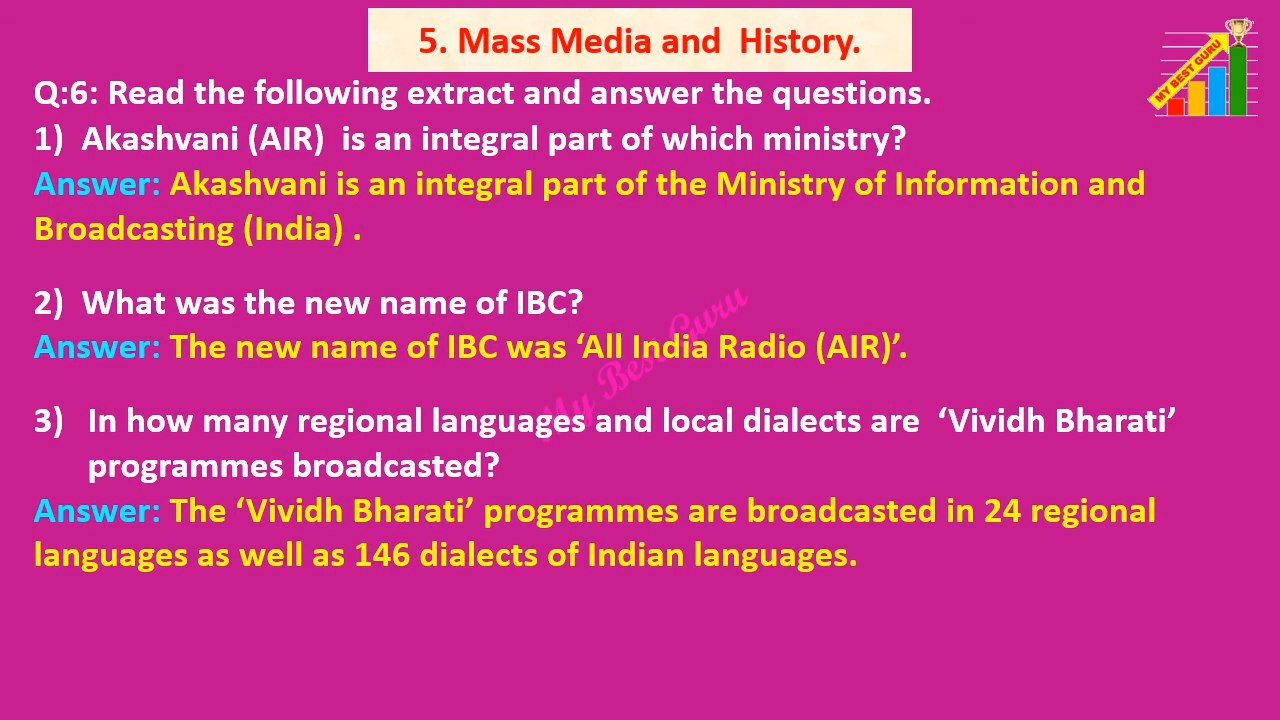 5. Mass Media and History.
MY BEST GURU
Q:6: Read the following extract and answer the questions.
1) Akashvani (AIR) is an integral part of which ministry?
Answer: Akashvani is an integral part of the Ministry of Information and
Broadcasting (India) .
2) What was the new name of IBC?
Answer: The new name of IBC was ‘All India Radio (AIR)’.
My Best Guru
3) In how many regional languages and local dialects are ‘Vividh Bharati’
programmes broadcasted?
Answer: The ‘Vividh Bharati’ programmes are broadcasted in 24 regional
languages as well as 146 dialects of Indian languages.